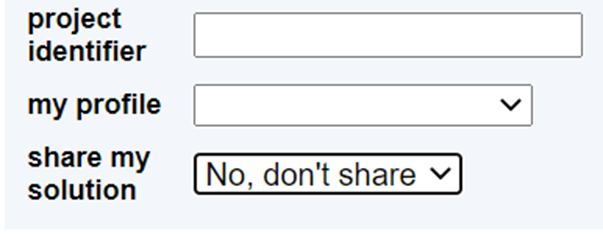 project
identifier
my profile
share my
solution
No, don't share